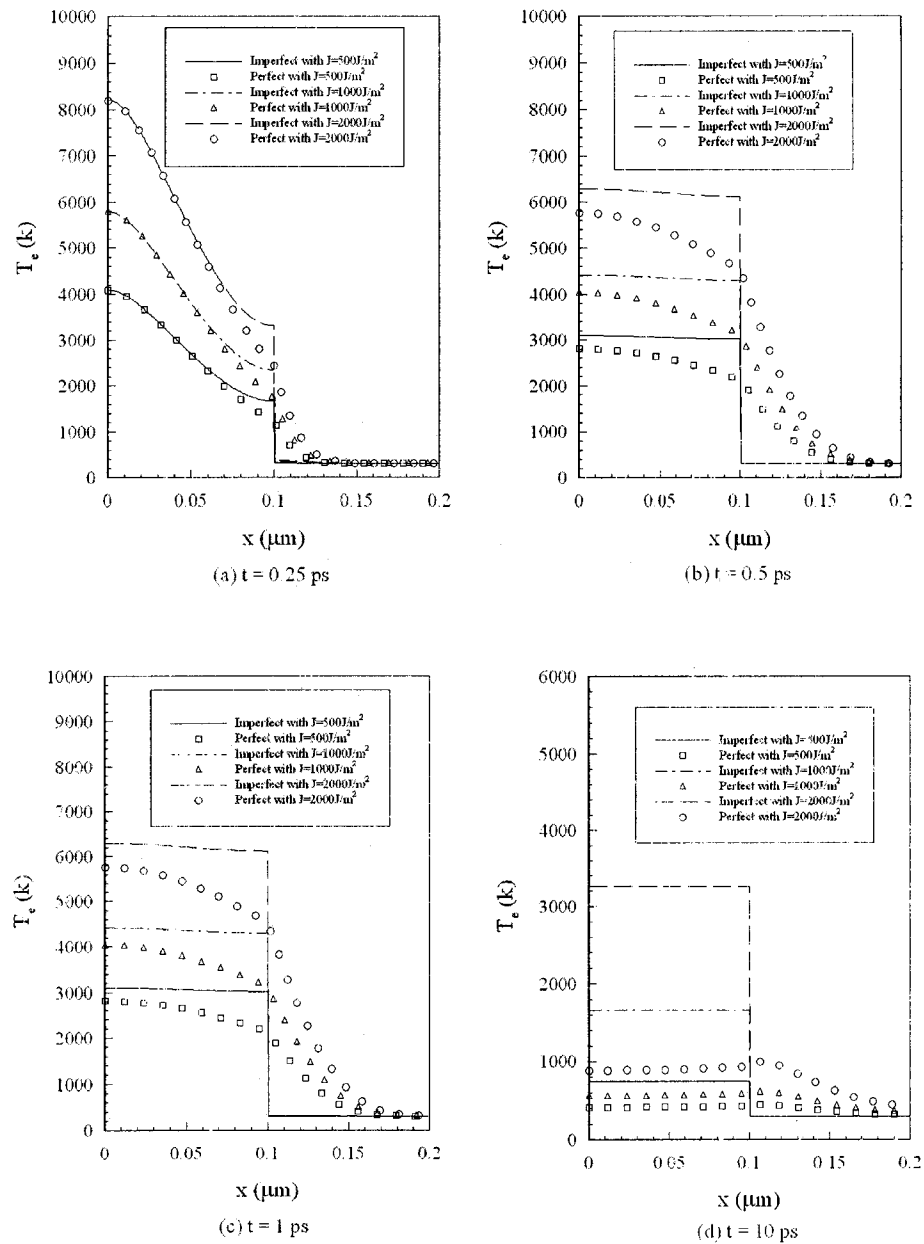 10000
9000
8000
7000
6000
5000
4000
3000
2000
1000
0
T_e (k)
Imperfect with J=500J/m²
Perfect with J=500J/m²
Imperfect with J=1000J/m²
Perfect with J=1000J/m²
Imperfect with J=2000J/m²
Perfect with J=2000J/m²
0 0.05 0.1 0.15 0.2
x (μm)
(a) t = 0.25 ps
10000
9000
8000
7000
6000
5000
4000
3000
2000
1000
0
T_e (k)
Imperfect with J=500J/m²
Perfect with J=500J/m²
Imperfect with J=1000J/m²
Perfect with J=1000J/m²
Imperfect with J=2000J/m²
Perfect with J=2000J/m²
0 0.05 0.1 0.15 0.2
x (μm)
(b) t = 0.5 ps
10000
9000
8000
7000
6000
5000
4000
3000
2000
1000
0
T_e (k)
Imperfect with J=500J/m²
Perfect with J=500J/m²
Imperfect with J=1000J/m²
Perfect with J=1000J/m²
Imperfect with J=2000J/m²
Perfect with J=2000J/m²
0 0.05 0.1 0.15 0.2
x (μm)
(c) t = 1 ps
6000
5000
4000
3000
2000
1000
0
T_e (k)
Imperfect with
Perfect with J=500J/m²
Imperfect with J=1000J/m²
Perfect with J=1000J/m²
Imperfect with J=2000J/m²
Perfect with J=2000J/m²
0 0.05 0.1 0.15 0.2
x (μm)
(d) t = 10 ps